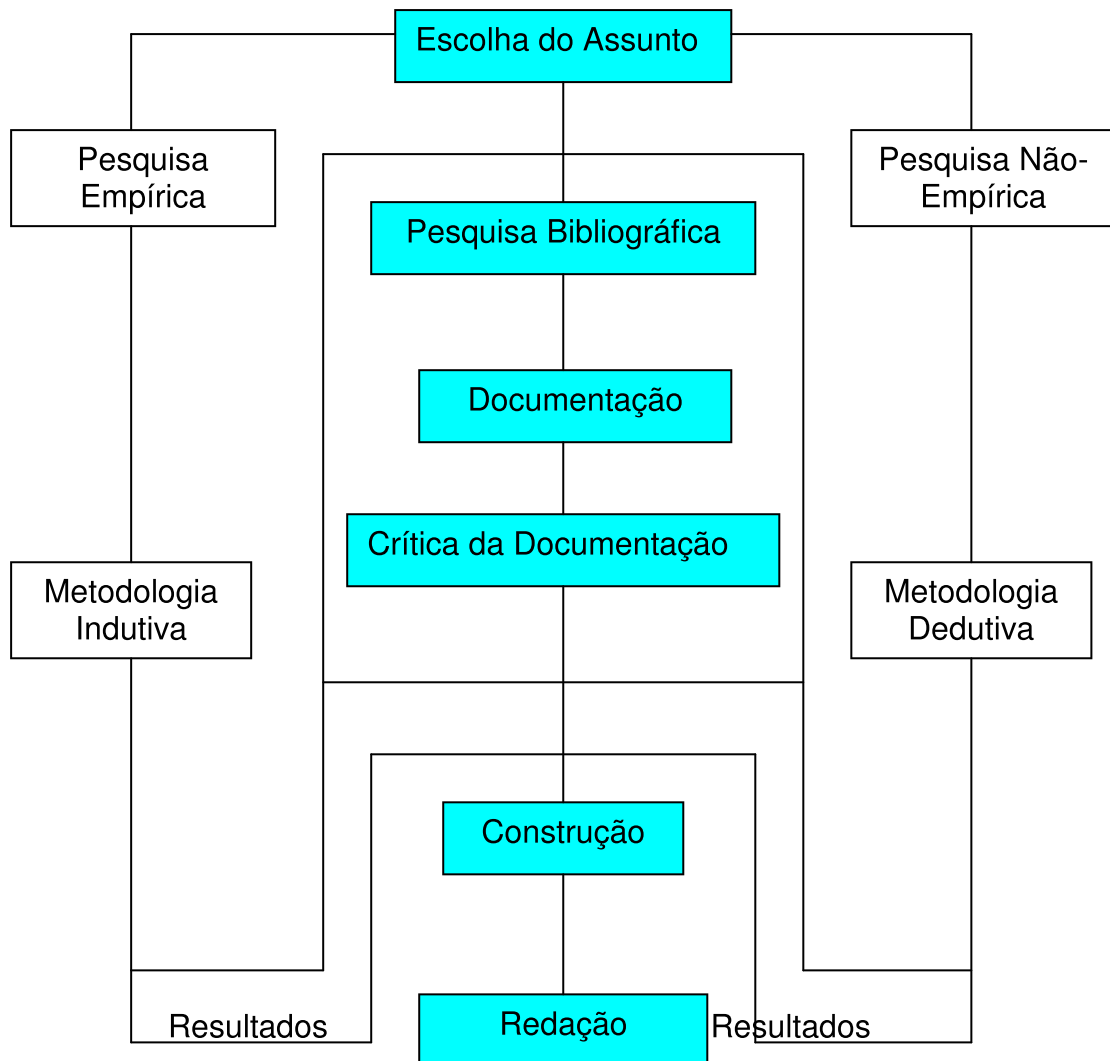 Escolha do Assunto
Pesquisa
Empírica
Pesquisa Não-
Empírica
Pesquisa Bibliográfica
Documentação
Crítica da Documentação
Metodologia
Indutiva
Metodologia
Dedutiva
Construção
Resultados
Redação
Resultados